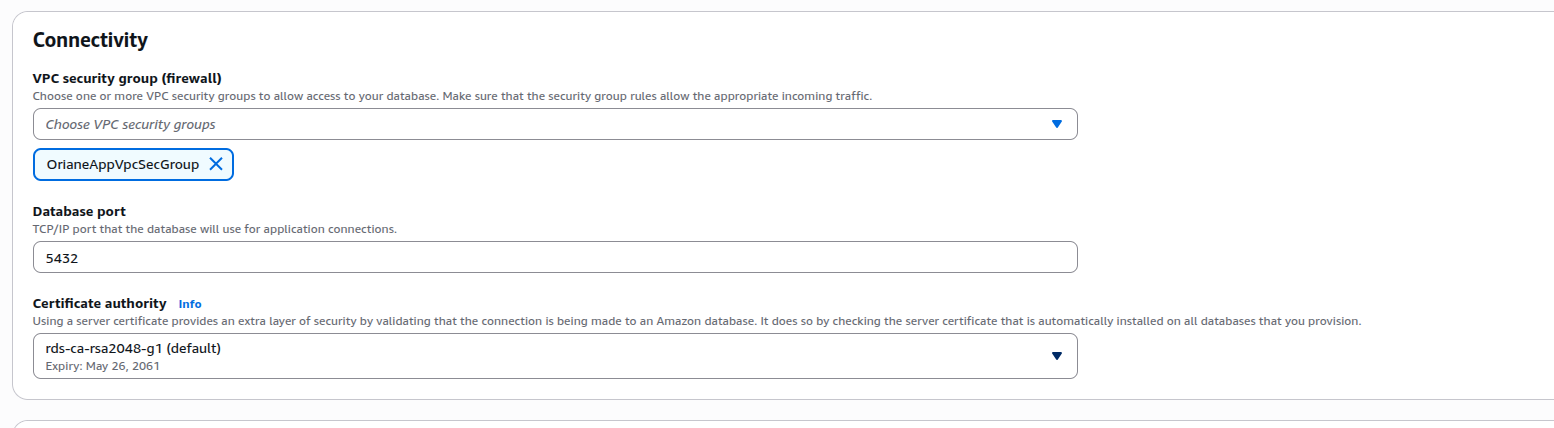 Connectivity
VPC security group (firewall)
Choose one or more VPC security groups to allow access to your database. Make sure that the security group rules allow the appropriate incoming traffic.
Choose VPC security groups
OrianeAppVpcSecGroup
Database port
TCP/IP port that the database will use for application connections.
5432
Certificate authority Info
Using a server certificate provides an extra layer of security by validating that the connection is being made to an Amazon database. It does so by checking the server certificate that is automatically installed on all databases that you provision.
rds-ca-rsa2048-g1 (default)
Expiry: May 26, 2061